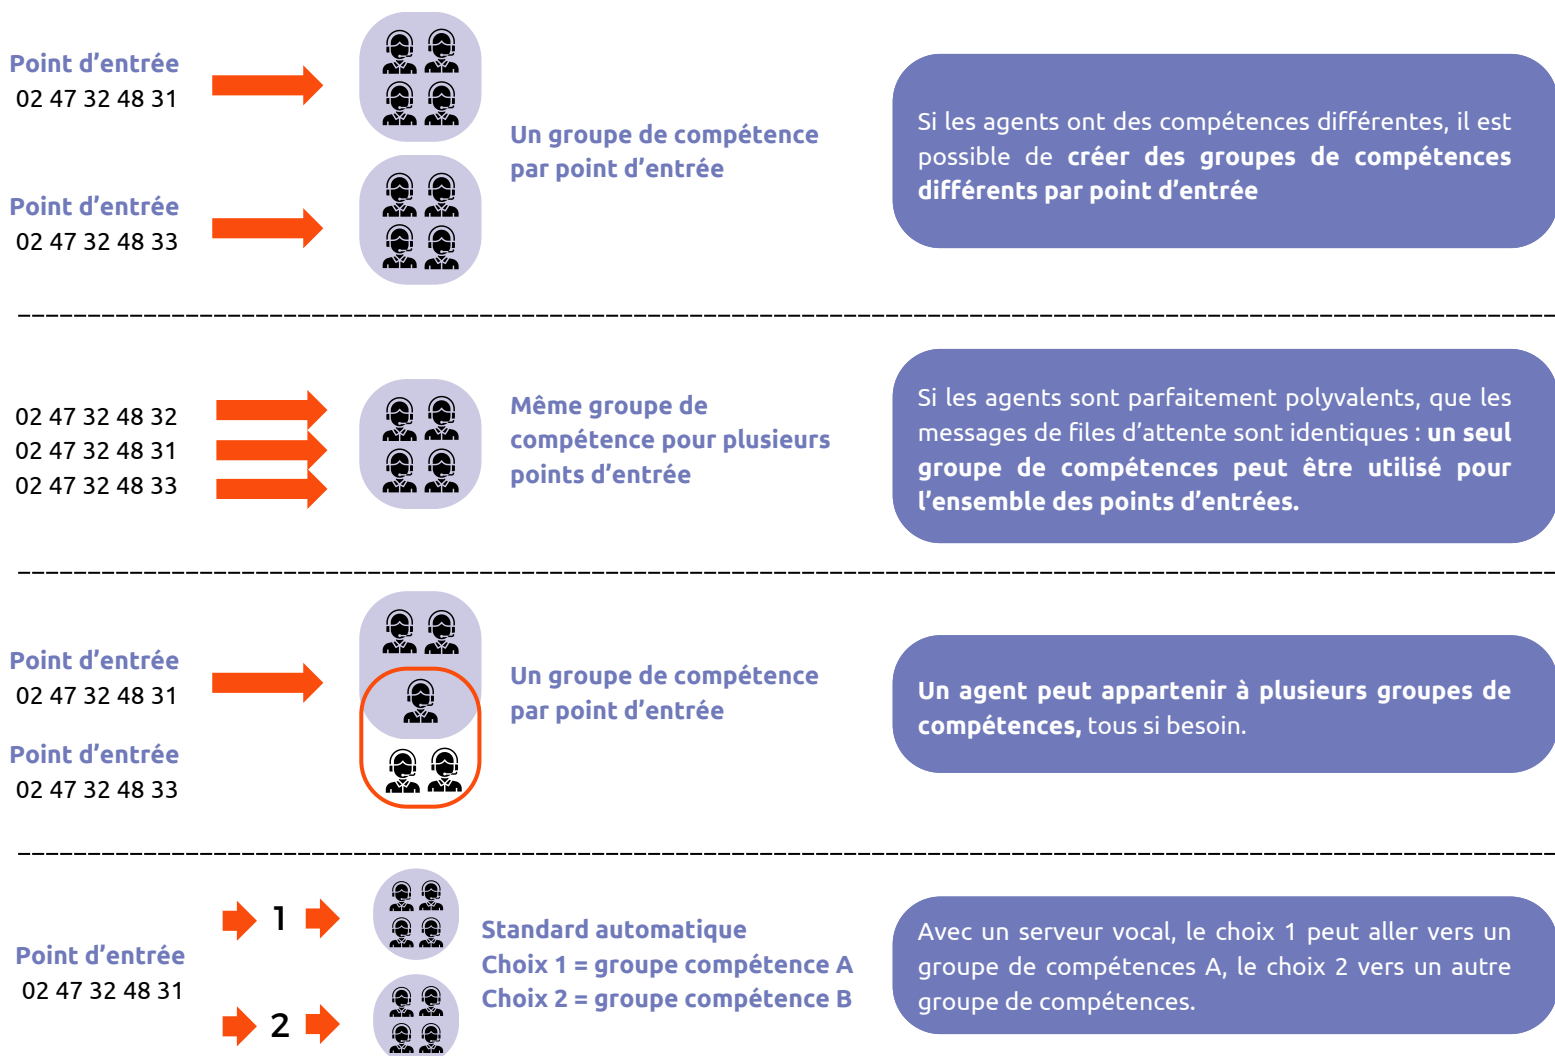 Point d'entrée
02 47 32 48 31
Point d'entrée
02 47 32 48 33
Un groupe de compétence
par point d'entrée
Si les agents ont des compétences différentes, il est
possible de créer des groupes de compétences
différents par point d'entrée
02 47 32 48 32
02 47 32 48 31
02 47 32 48 33
Même groupe de
compétence pour plusieurs
points d'entrée
Si les agents sont parfaitement polyvalents, que les
messages de files d'attente sont identiques : un seul
groupe de compétences peut être utilisé pour
l'ensemble des points d'entrées.
Point d'entrée
02 47 32 48 31
Point d'entrée
02 47 32 48 33
Un groupe de compétence
par point d'entrée
Un agent peut appartenir à plusieurs groupes de
compétences, tous si besoin.
Point d'entrée
02 47 32 48 31
1
2
Standard automatique
Choix 1 = groupe compétence A
Choix 2 = groupe compétence B
Avec un serveur vocal, le choix 1 peut aller vers un
groupe de compétences A, le choix 2 vers un autre
groupe de compétences.